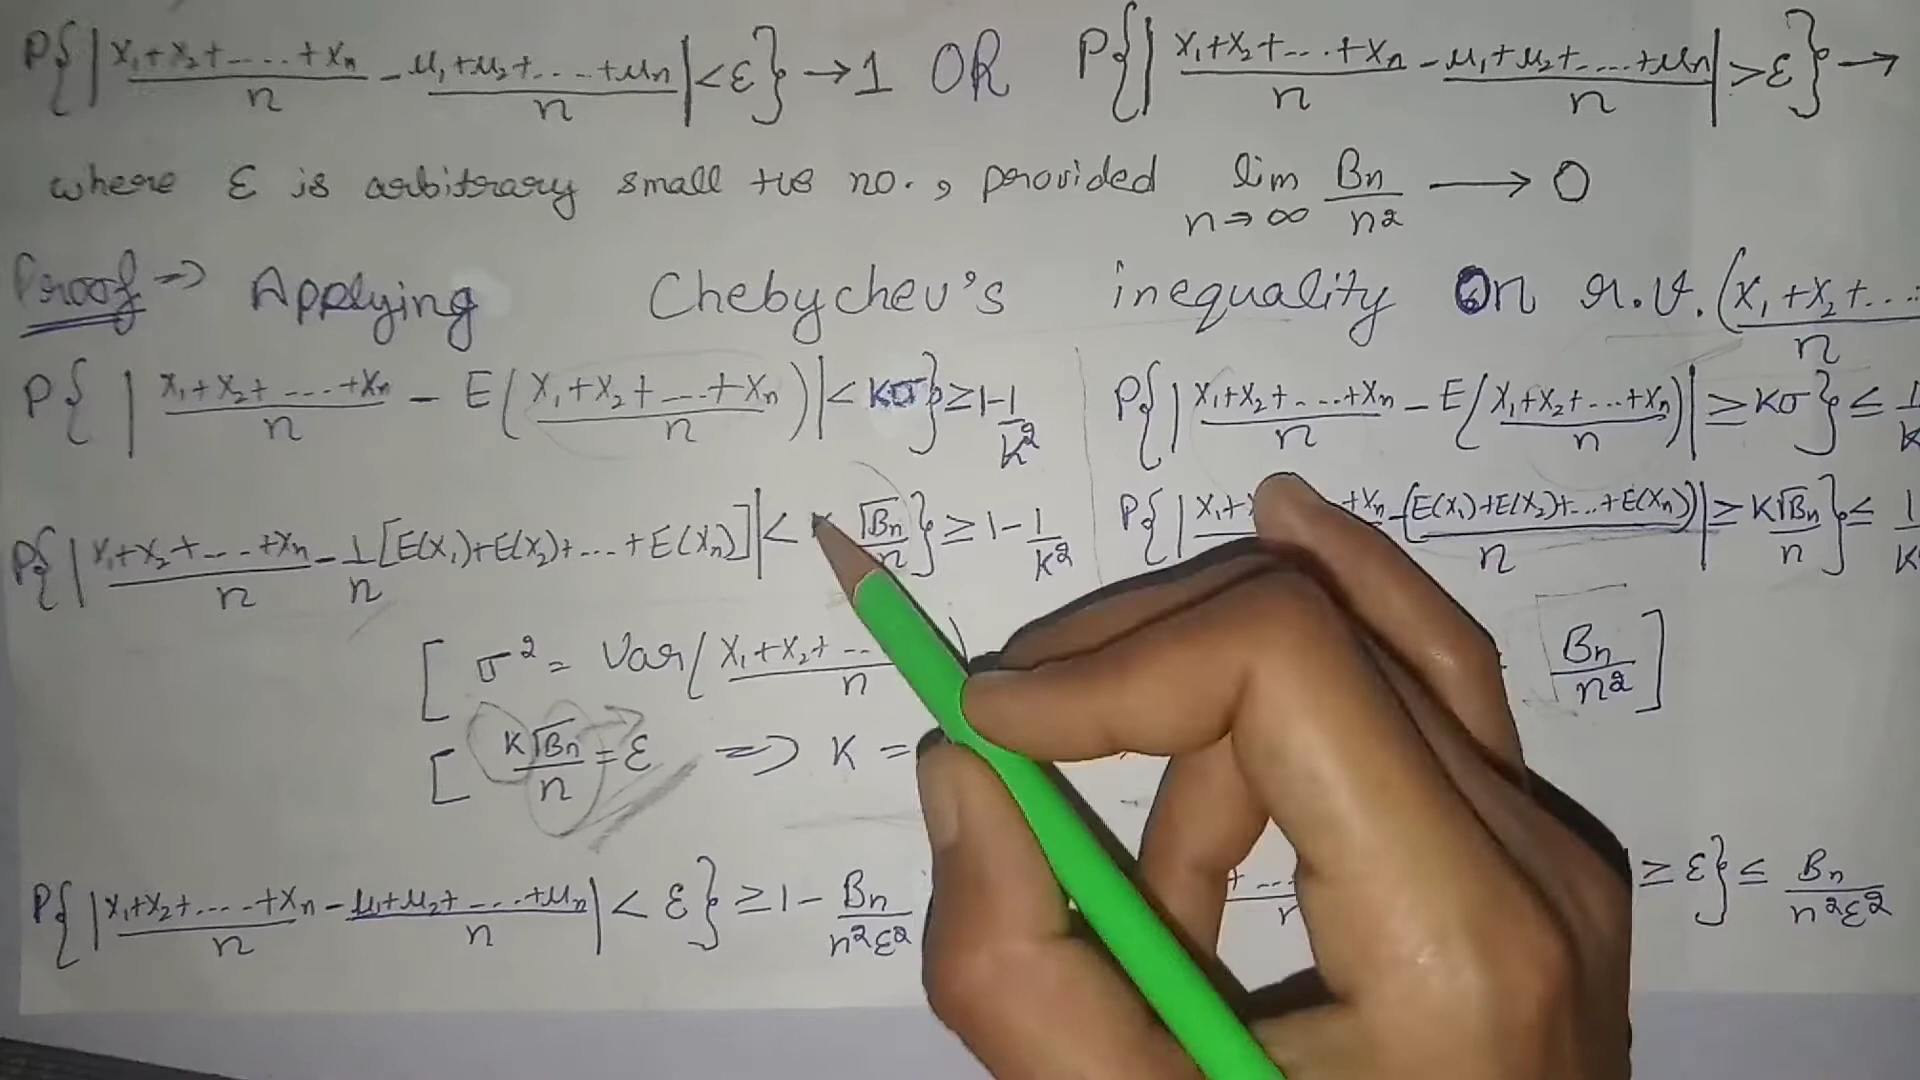 P{|X₁+X₂+....+Xₙ/n - μ₁+μ₂+....+μₙ/n|<ε}→1 OR P{|X₁+X₂+....+Xₙ/n - μ₁+μ₂+....+μₙ/n|>ε}→
where ε is arbitrary small +ve no., provided lim n→∞ Bₙ/n² → 0
Proof ⇒ Applying Chebychev's inequality on r.v. (X₁+X₂+...
n
P{|X₁+X₂+....+Xₙ/n - E(X₁+X₂+....+Xₙ/n)|<Kσ}≥1-1/K² P{|X₁+X₂+....+Xₙ/n - E(X₁+X₂+...+Xₙ/n)|≥Kσ}≤1/K
P{|X₁+X₂+....+Xₙ/n - 1/n[E(X₁)+E(X₂)+...+E(Xₙ)]|< √Bₙ/n}≥1-1/K² P{|X₁+ +Xₙ - (E(X₁)+E(X₂)+...+E(Xₙ))/n|≥K√Bₙ/n}≤1/K
[σ² = Var(X₁+X₂+.../n Bₙ/n²]
[K√Bₙ/n = ε ⇒ K =
P{|X₁+X₂+....+Xₙ/n - μ₁+μ₂+....+μₙ/n|<ε}≥1-Bₙ/n²ε² +... ≥ε}≤Bₙ/n²ε²